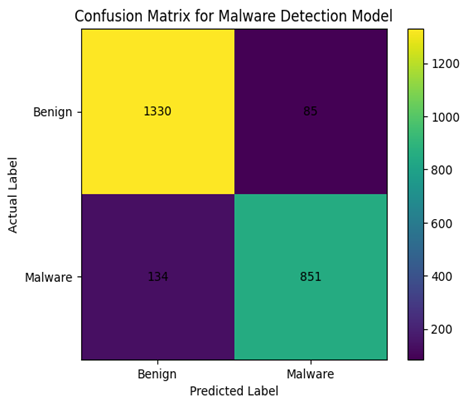 Confusion Matrix for Malware Detection Model
Actual Label
Benign
1330
85
Malware
134
851
Benign
Malware
Predicted Label
1200
1000
800
600
400
200